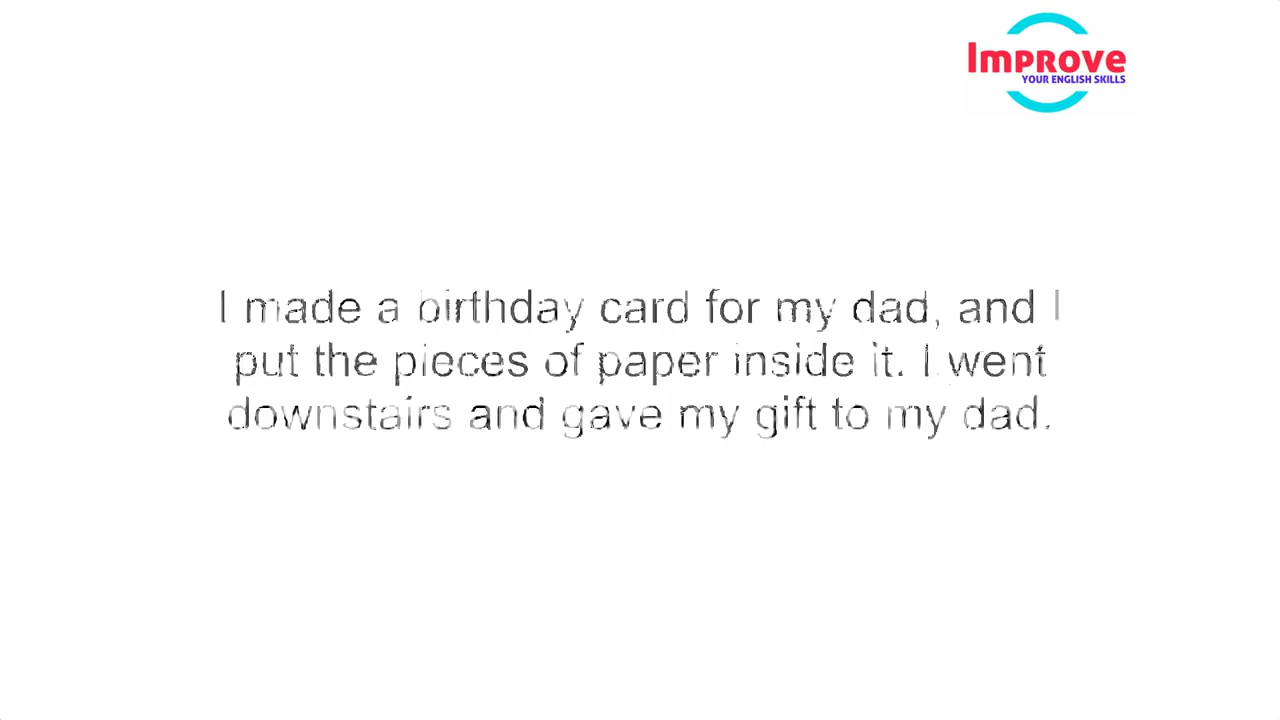 Improve
YOUR ENGLISH SKILLS
I made a birthday card for my dad, and I
put the pieces of paper inside it. I went
downstairs and gave my gift to my dad.